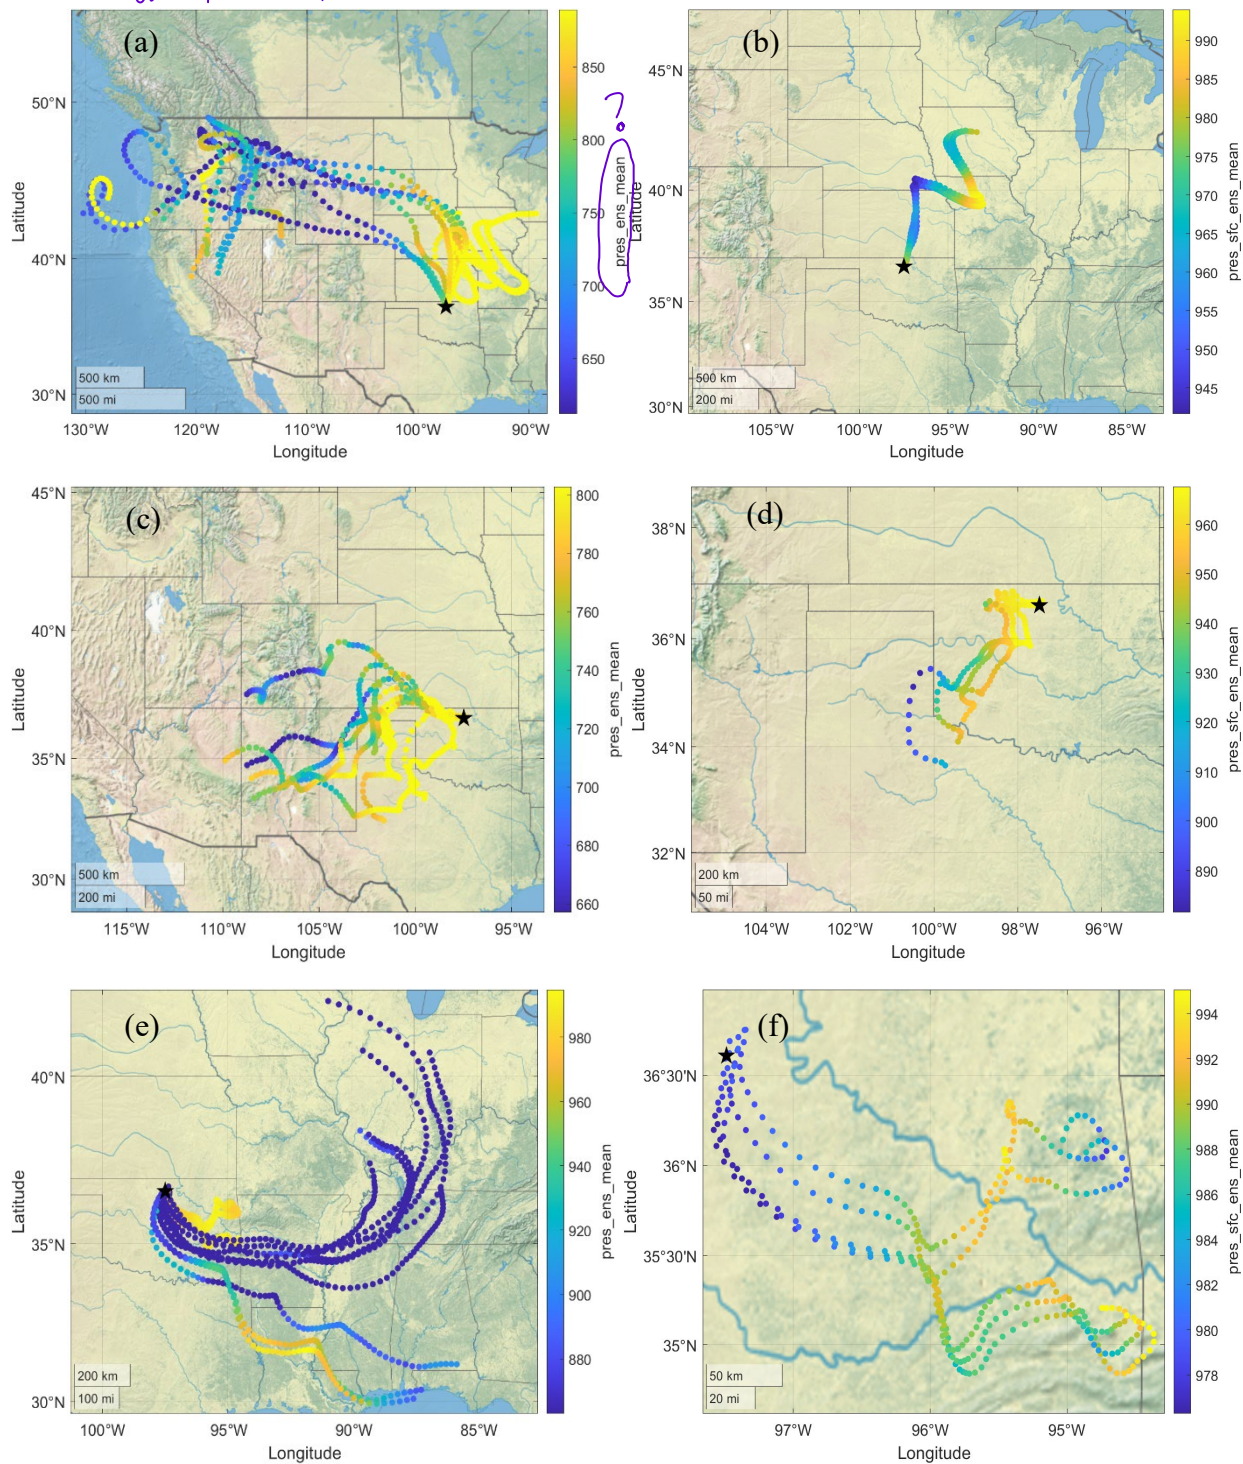 (a)
50°N
40°N
30°N
Latitude
500 km
500 mi
130°W 120°W 110°W 100°W 90°W
Longitude
850
800
750
700
650
pres_ens_mean
?
(b)
45°N
40°N
35°N
30°N
Latitude
500 km
200 mi
105°W 100°W 95°W 90°W 85°W
Longitude
990
985
980
975
970
965
960
955
950
945
pres_sfc_ens_mean
(c)
45°N
40°N
35°N
30°N
Latitude
500 km
200 mi
115°W 110°W 105°W 100°W 95°W
Longitude
800
780
760
740
720
700
680
660
pres_ens_mean
(d)
38°N
36°N
34°N
32°N
Latitude
200 km
50 mi
104°W 102°W 100°W 98°W 96°W
Longitude
960
950
940
930
920
910
900
890
pres_sfc_ens_mean
(e)
40°N
35°N
30°N
Latitude
200 km
100 mi
100°W 95°W 90°W 85°W
Longitude
980
960
940
920
900
880
pres_ens_mean
(f)
36°30'N
36°N
35°30'N
35°N
Latitude
50 km
20 mi
97°W 96°W 95°W
Longitude
994
992
990
988
986
984
982
980
978
pres_sfc_ens_mean